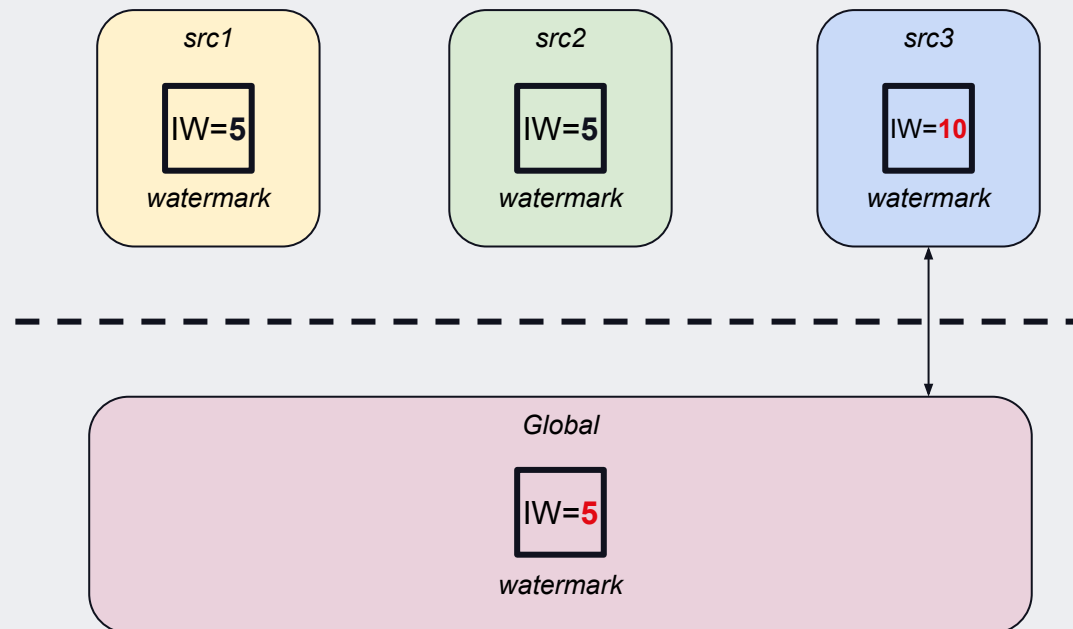 src1
IW=5
watermark
src2
IW=5
watermark
src3
IW=10
watermark
Global
IW=5
watermark